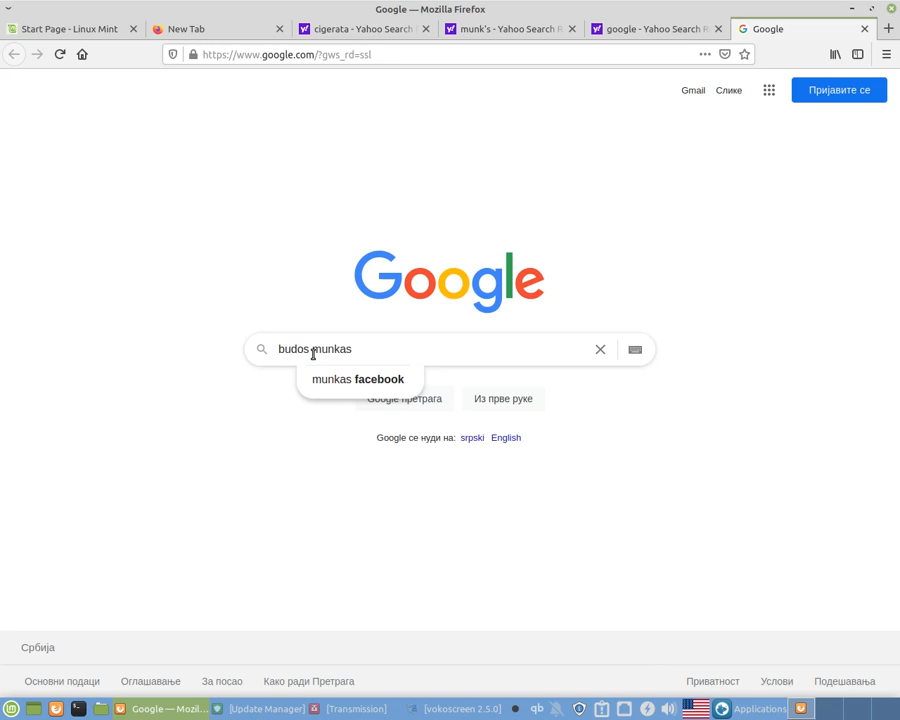 Google — Mozilla Firefox
Start Page - Linux Mint
New Tab
cigerata - Yahoo Search
munk's - Yahoo Search R
google - Yahoo Search R
Google
https://www.google.com/?gws_rd=ssl
Gmail Слике Пријавите се
Google
budos munkas
munkas facebook
Google претрага Из прве руке
Google се нуди на: srpski English
Србија
Основни подаци Оглашавање За посао Како ради Претрага Приватност Услови Подешавања
Google — Mozil... [Update Manager] [Transmission] [vokoscreen 2.5.0] qb Applications